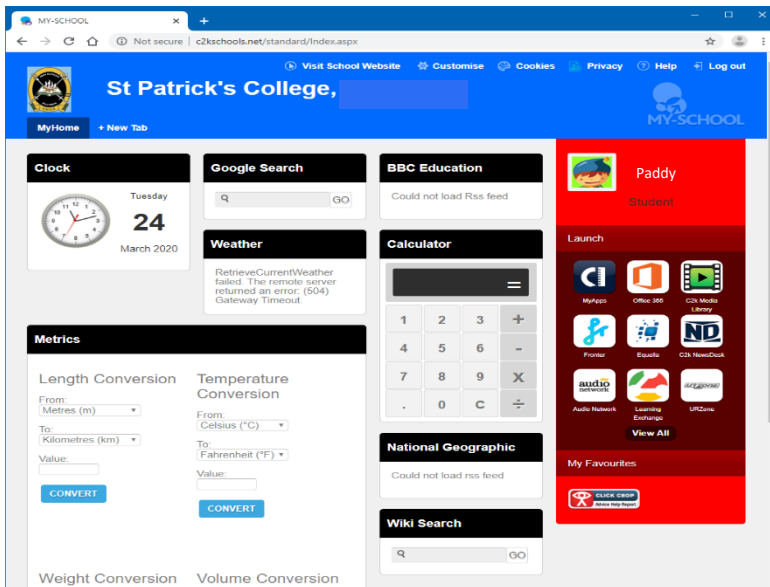 MY-SCHOOL
Not secure | c2kschools.net/standard/Index.aspx
Visit School Website Customise Cookies Privacy Help Log out
St Patrick's College,
MY-SCHOOL
MyHome + New Tab
Clock
Tuesday
24
March 2020
Google Search
GO
Weather
RetrieveCurrentWeather
failed. The remote server
returned an error: (504)
Gateway Timeout.
BBC Education
Could not load Rss feed
Calculator
=
1 2 3 +
4 5 6 -
7 8 9 X
. 0 C ÷
Metrics
Length Conversion
From:
Metres (m)
To:
Kilometres (km)
Value:
CONVERT
Temperature
Conversion
From:
Celsius (°C)
To:
Fahrenheit (°F)
Value:
CONVERT
Weight Conversion
Volume Conversion
National Geographic
Could not load rss feed
Wiki Search
GO
Paddy
Student
Launch
MyApps Office 365 C2k Media
Library
Fronter Equella C2k NewsDesk
ND
audio
network
Audio Network Learning
Exchange
URZone
View All
My Favourites
CLICK CEOP
Advice Help Report